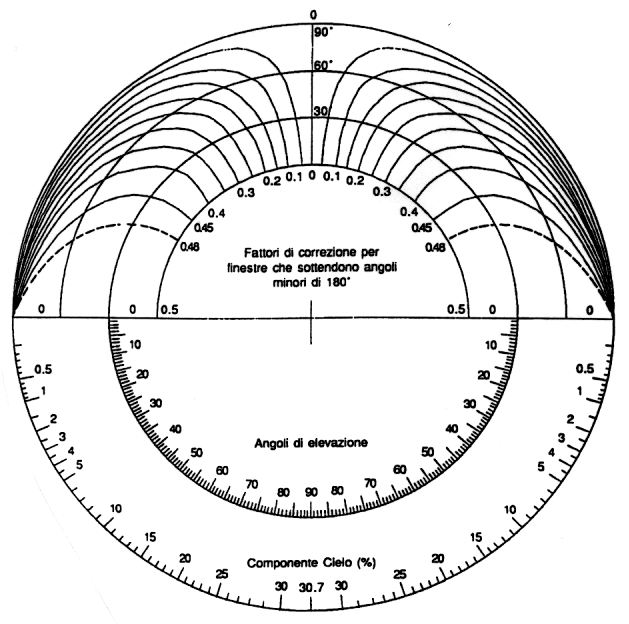 0
90°
60°
30
0.3 0.2 0.1 0 0.1 0.2 0.3
0.4 0.4
0.45 0.45
0.48 0.48
Fattori di correzione per
finestre che sottendono angoli
minori di 180°
0 0 0.5 0.5 0 0
10 10
20 20
30 30
40 40
50 50
60 60
70 70
80 90 80
Angoli di elevazione
0.5 0.5
1 1
2 2
3 3
4 4
5 5
10 10
15 15
20 20
25 25
Componente Cielo (%)
30 30.7 30